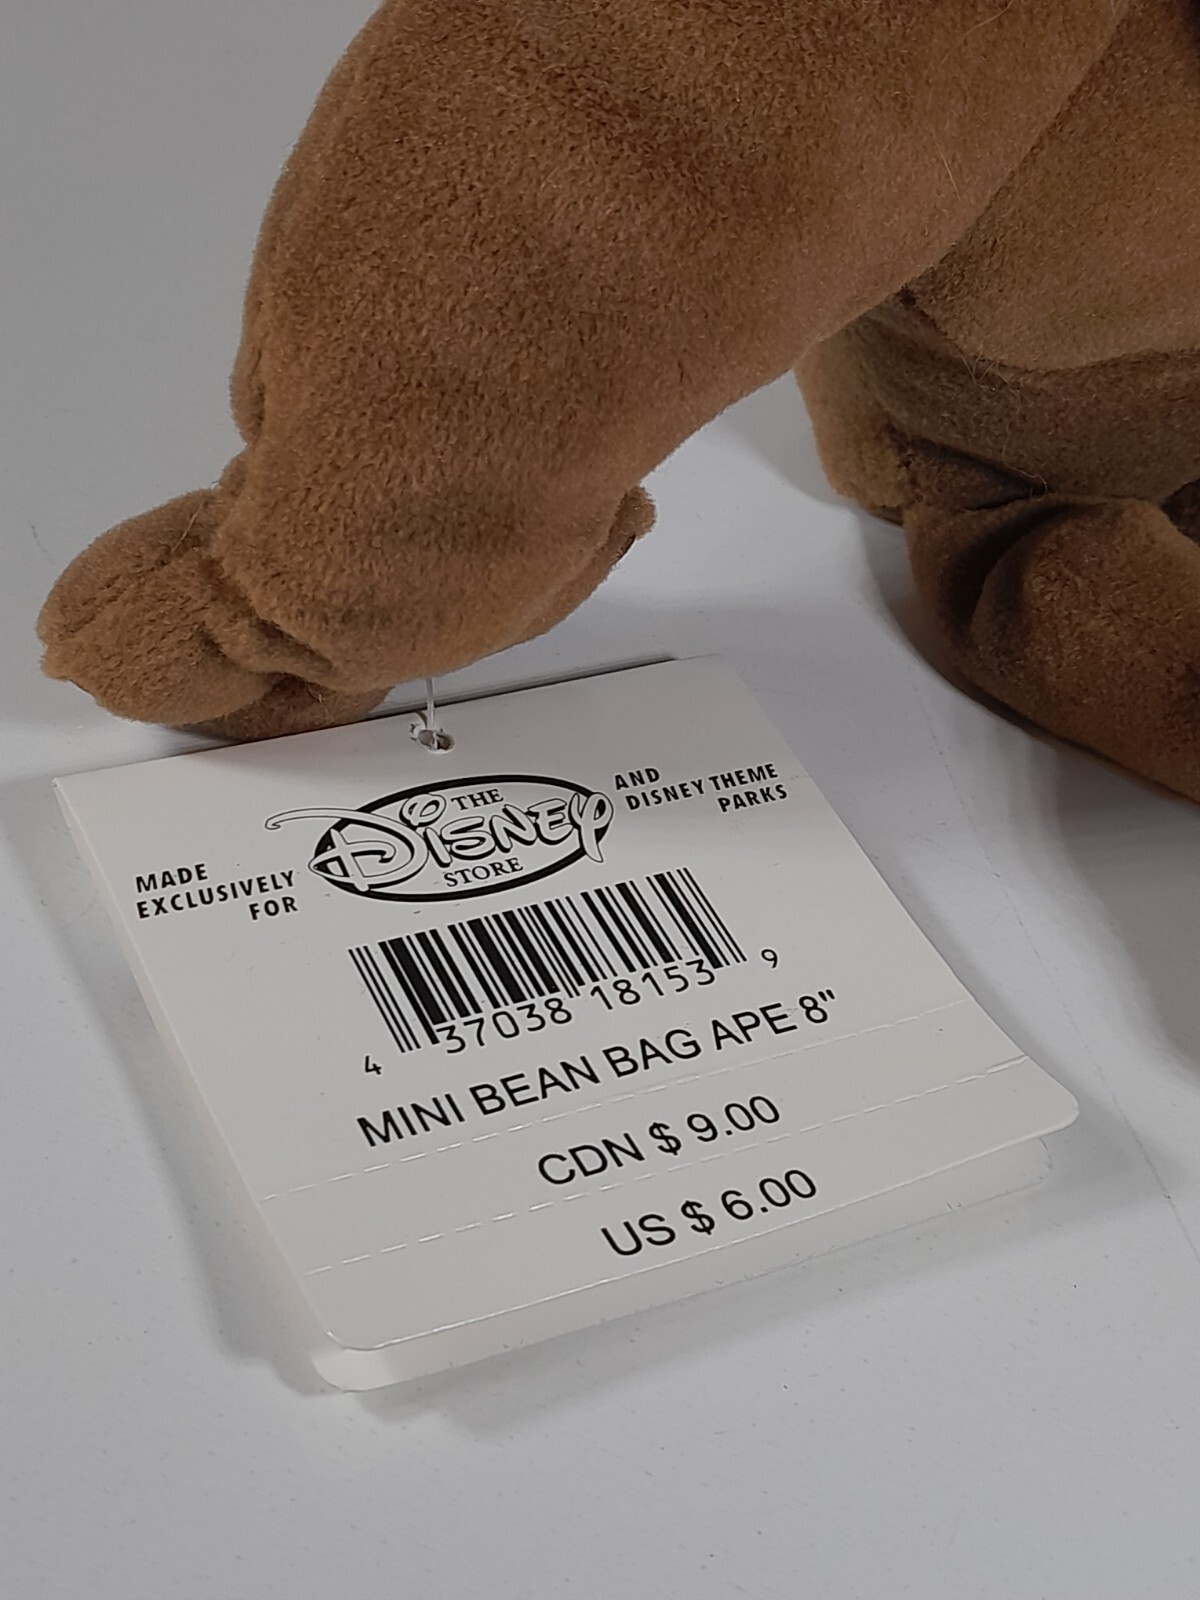 MADE
EXCLUSIVELY
FOR
THE
DISNEY
STORE
AND
DISNEY THEME
PARKS
4 37038 18153 9
MINI BEAN BAG APE 8"
CDN $ 9.00
US $ 6.00